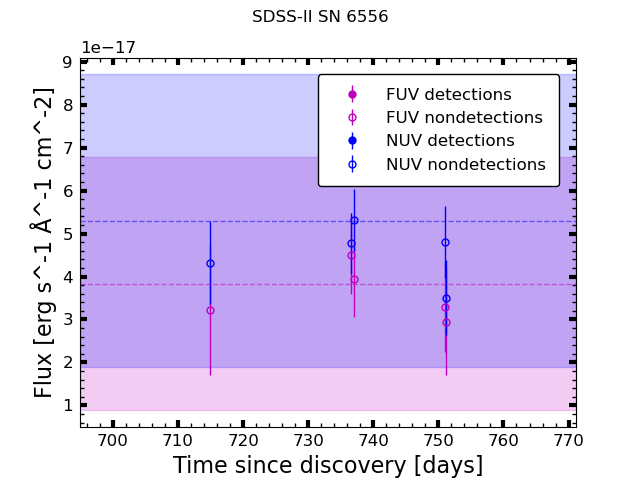 SDSS-II SN 6556
1e−17
9
8
7
6
5
4
3
2
1
Flux [erg s^-1 Å^-1 cm^-2]
FUV detections
FUV nondetections
NUV detections
NUV nondetections
700 710 720 730 740 750 760 770
Time since discovery [days]